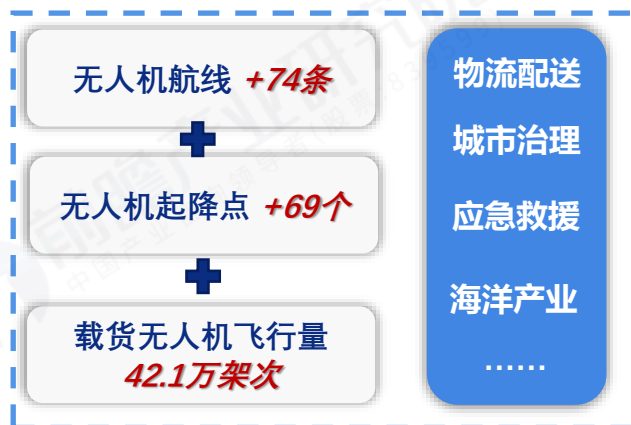 无人机航线 +74条
无人机起降点 +69个
载货无人机飞行量
42.1万架次
物流配送
城市治理
应急救援
海洋产业
……